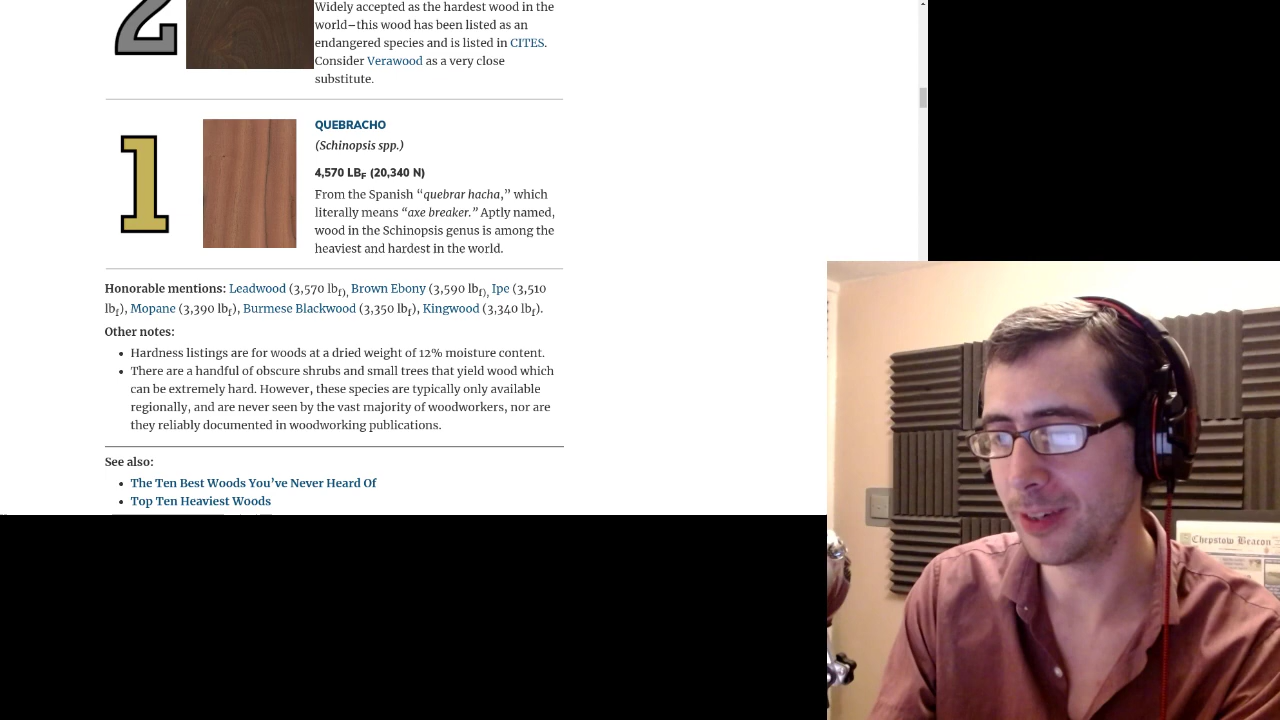 2
Widely accepted as the hardest wood in the
world–this wood has been listed as an
endangered species and is listed in CITES.
Consider Verawood as a very close
substitute.
1
QUEBRACHO
(Schinopsis spp.)
4,570 LBF (20,340 N)
From the Spanish “quebrar hacha,” which
literally means “axe breaker.” Aptly named,
wood in the Schinopsis genus is among the
heaviest and hardest in the world.
Honorable mentions: Leadwood (3,570 lbf), Brown Ebony (3,590 lbf), Ipe (3,510
lbf), Mopane (3,390 lbf), Burmese Blackwood (3,350 lbf), Kingwood (3,340 lbf).
Other notes:
• Hardness listings are for woods at a dried weight of 12% moisture content.
• There are a handful of obscure shrubs and small trees that yield wood which
can be extremely hard. However, these species are typically only available
regionally, and are never seen by the vast majority of woodworkers, nor are
they reliably documented in woodworking publications.
See also:
• The Ten Best Woods You’ve Never Heard Of
• Top Ten Heaviest Woods
Chepstow Beacon